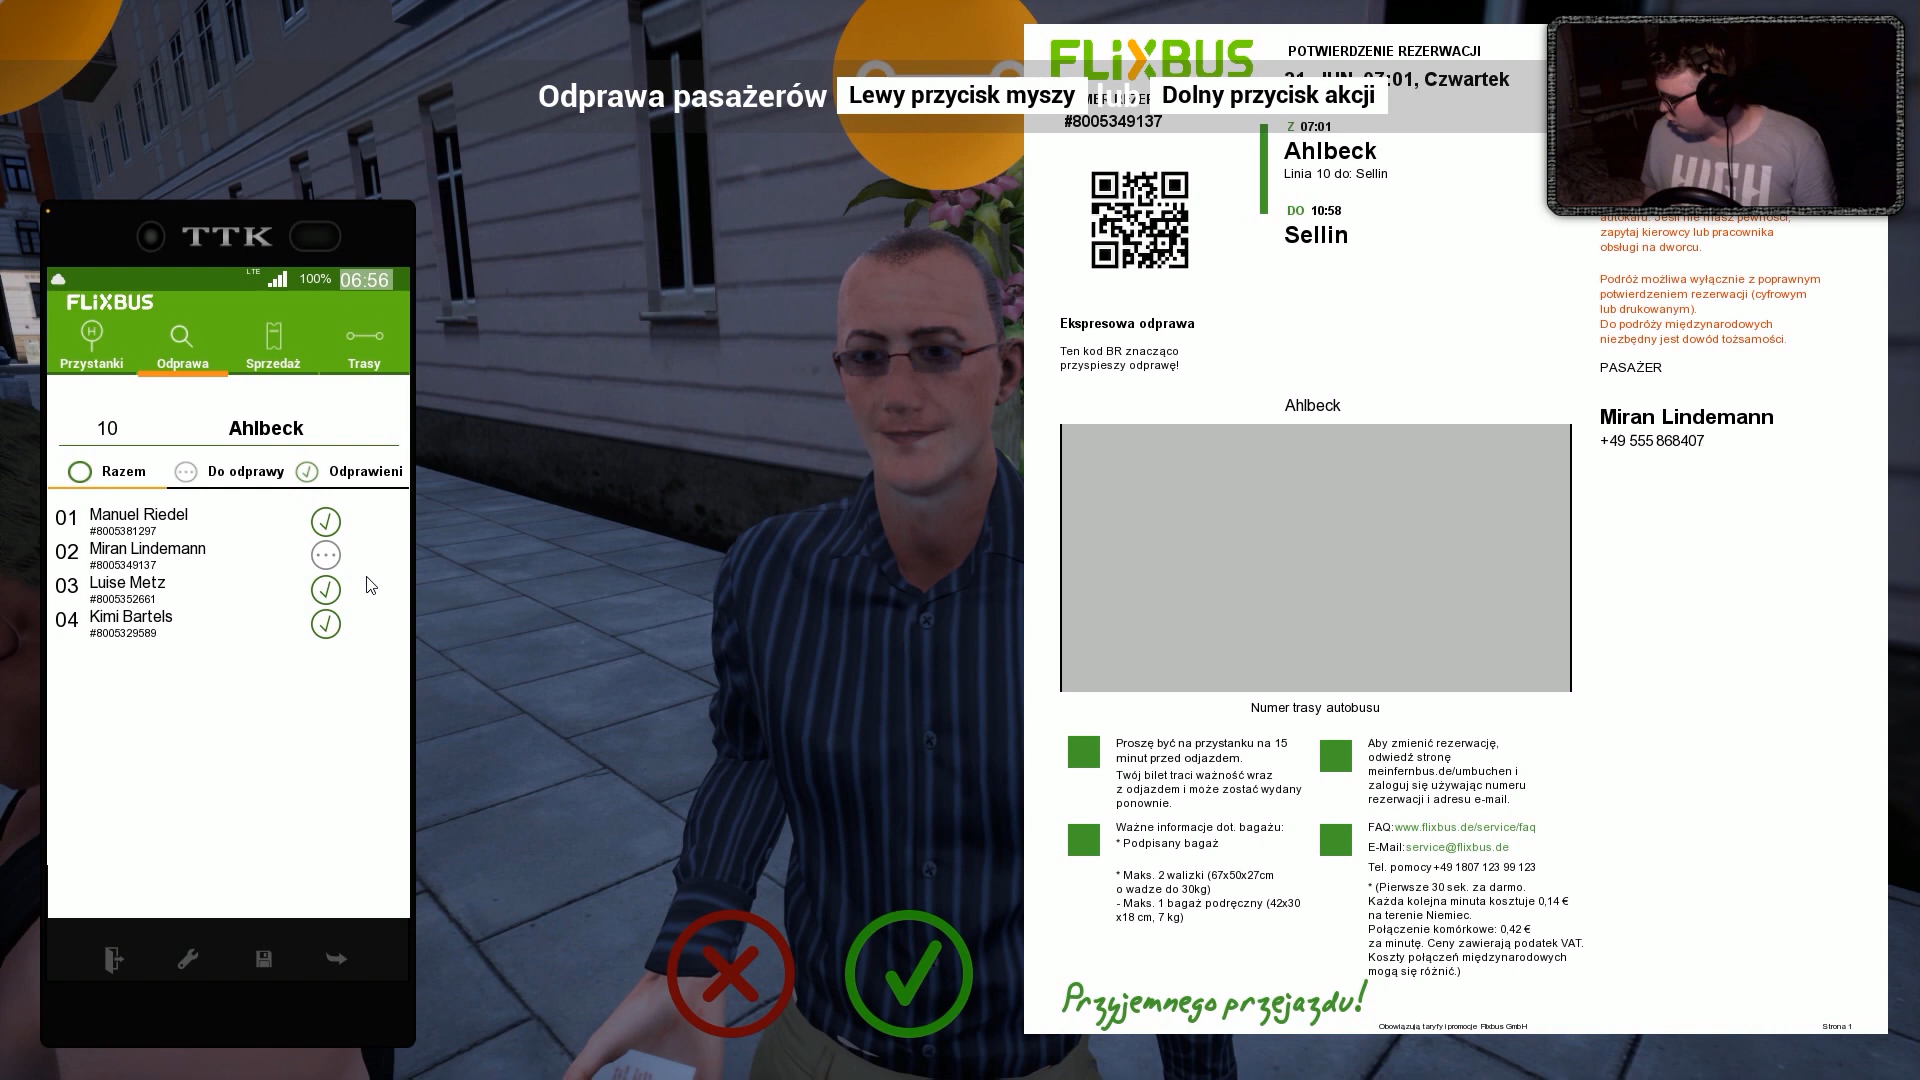 Odprawa pasażerów Lewy przycisk myszy lub Dolny przycisk akcji
TTK
LTE
100%
06:56
FLiXBUS
Przystanki
Odprawa
Sprzedaż
Trasy
10
Ahlbeck
Razem
Do odprawy
Odprawieni
01 Manuel Riedel
#8005381297
02 Miran Lindemann
#8005349137
03 Luise Metz
#8005352661
04 Kimi Bartels
#8005329589
FLiXBUS
#8005349137
POTWIERDZENIE REZERWACJI
Czwartek
Z 07:01
Ahlbeck
Linia 10 do: Sellin
DO 10:58
Sellin
Ekspresowa odprawa
Ten kod BR znacząco
przyspieszy odprawę!
Ahlbeck
Numer trasy autobusu
Proszę być na przystanku na 15
minut przed odjazdem.
Twój bilet traci ważność wraz
z odjazdem i może zostać wydany
ponownie.
Ważne informacje dot. bagażu:
* Podpisany bagaż
* Maks. 2 walizki (67x50x27cm
o wadze do 30kg)
- Maks. 1 bagaż podręczny (42x30
x18 cm, 7 kg)
Aby zmienić rezerwację,
odwiedź stronę
meinfernbus.de/umbuchen i
zaloguj się używając numeru
rezerwacji i adresu e-mail.
FAQ:www.flixbus.de/service/faq
E-Mail:service@flixbus.de
Tel. pomocy +49 1807 123 99 123
* (Pierwsze 30 sek. za darmo.
Każda kolejna minuta kosztuje 0,14 €
na terenie Niemiec.
Połączenie komórkowe: 0,42 €
za minutę. Ceny zawierają podatek VAT.
Koszty połączeń międzynarodowych
mogą się różnić.)
Przyjemnego przejazdu!
Obowiązują taryfy i promocje Flixbus GmbH
Strona 1
autokaru. Jeśli nie masz pewności,
zapytaj kierowcy lub pracownika
obsługi na dworcu.
Podróż możliwa wyłącznie z poprawnym
potwierdzeniem rezerwacji (cyfrowym
lub drukowanym).
Do podróży międzynarodowych
niezbędny jest dowód tożsamości.
PASAŻER
Miran Lindemann
+49 555 868407
HIGH